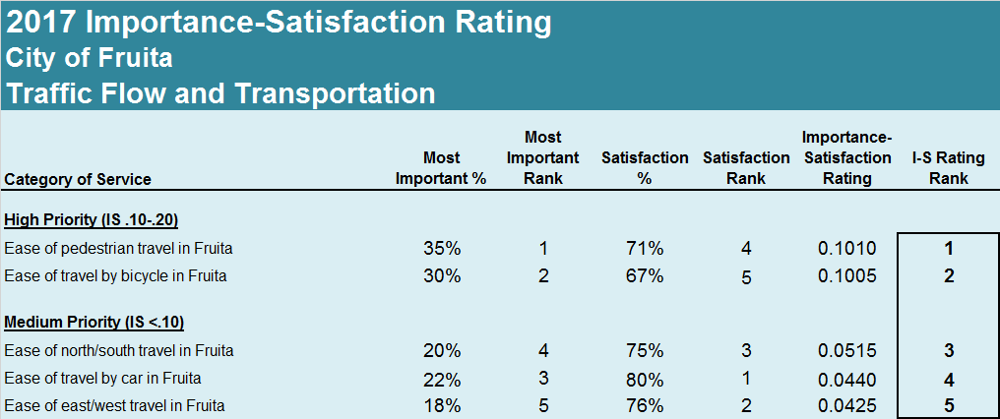 2017 Importance-Satisfaction Rating
City of Fruita
Traffic Flow and Transportation
Category of Service Most Important % Most Important Rank Satisfaction % Satisfaction Rank Importance-Satisfaction Rating I-S Rating Rank
High Priority (IS .10-.20)
Ease of pedestrian travel in Fruita 35% 1 71% 4 0.1010 1
Ease of travel by bicycle in Fruita 30% 2 67% 5 0.1005 2
Medium Priority (IS <.10)
Ease of north/south travel in Fruita 20% 4 75% 3 0.0515 3
Ease of travel by car in Fruita 22% 3 80% 1 0.0440 4
Ease of east/west travel in Fruita 18% 5 76% 2 0.0425 5